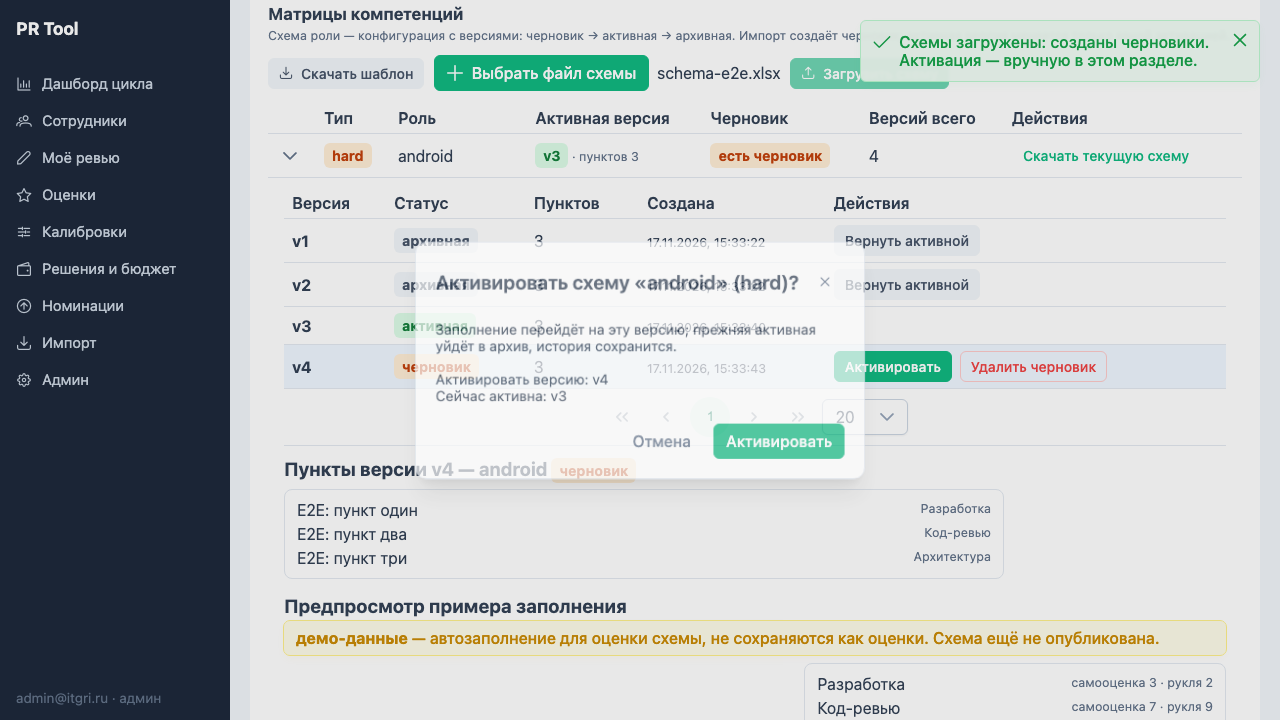 PR Tool
Дашборд цикла
Сотрудники
Моё ревью
Оценки
Калибровки
Решения и бюджет
Номинации
Импорт
Админ
admin@itgri.ru · админ
Матрицы компетенций
Схема роли — конфигурация с версиями: черновик → активная → архивная. Импорт создаёт
Схемы загружены: созданы черновики.
Активация — вручную в этом разделе.
Скачать шаблон
Выбрать файл схемы
schema-e2e.xlsx
Тип Роль Активная версия Черновик Версий всего Действия
hard android v3 · пунктов 3 есть черновик 4 Скачать текущую схему
Версия Статус Пунктов Создана Действия
v1 архивная 3 17.11.2026, 15:33:22 Вернуть активной
v2 3 Вернуть активной
v3 активная 3
v4 черновик 3 17.11.2026, 15:33:43 Активировать Удалить черновик
1 20
Активировать схему «android» (hard)?
Заполнение перейдёт на эту версию; прежняя активная
уйдёт в архив, история сохранится.
Активировать версию: v4
Сейчас активна: v3
Отмена Активировать
Пункты версии v4 — android черновик
E2E: пункт один Разработка
E2E: пункт два Код-ревью
E2E: пункт три Архитектура
Предпросмотр примера заполнения
демо-данные — автозаполнение для оценки схемы, не сохраняются как оценки. Схема ещё не опубликована.
Разработка самооценка 3 · рукля 2
Код-ревью самооценка 7 · рукля 9